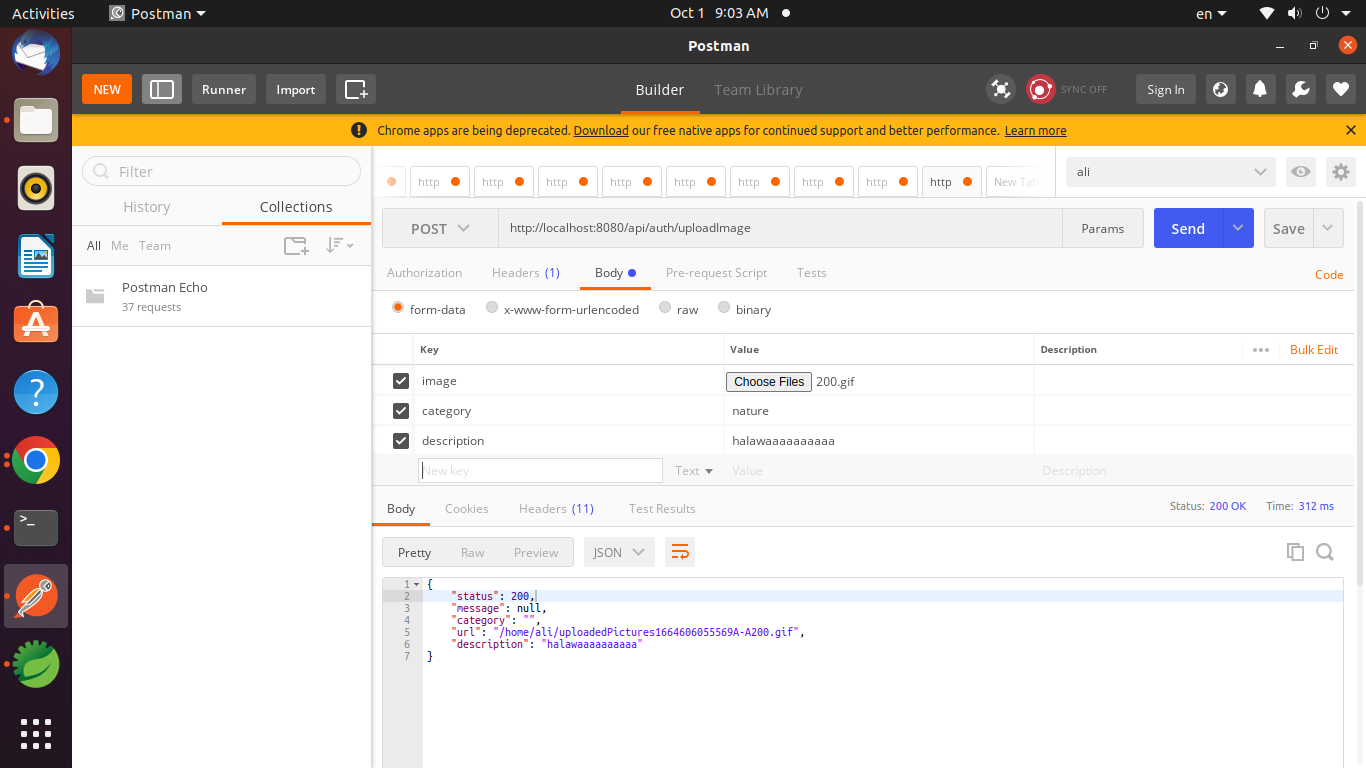 Activities Postman Oct 1 9:03 AM en
Postman
NEW Runner Import Builder Team Library SYNC OFF Sign In
Chrome apps are being deprecated. Download our free native apps for continued support and better performance. Learn more
Filter
History Collections
All Me Team
Postman Echo
37 requests
http http http http http http http http http New Tab ali
POST http://localhost:8080/api/auth/uploadImage Params Send Save
Authorization Headers (1) Body Pre-request Script Tests Code
form-data x-www-form-urlencoded raw binary
Key Value Description Bulk Edit
image Choose Files 200.gif
category nature
description halawaaaaaaaaaa
New key Text Value Description
Body Cookies Headers (11) Test Results Status: 200 OK Time: 312 ms
Pretty Raw Preview JSON
1 {
2 "status": 200,
3 "message": null,
4 "category": "",
5 "url": "/home/ali/uploadedPictures1664606055569A-A200.gif",
6 "description": "halawaaaaaaaaaa"
7 }